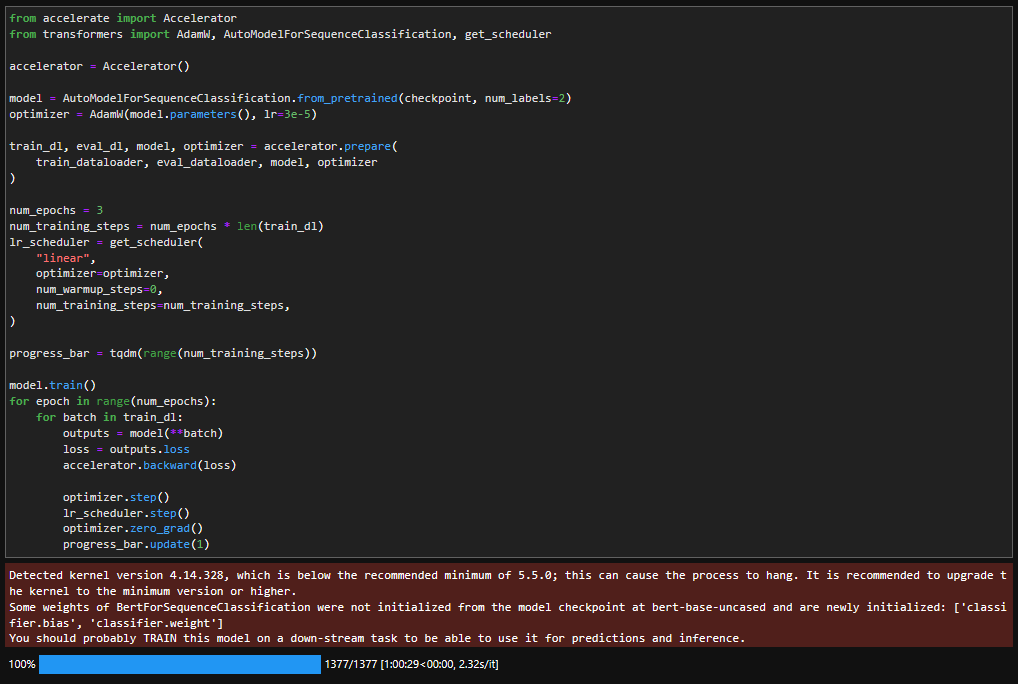 from accelerate import Accelerator
from transformers import AdamW, AutoModelForSequenceClassification, get_scheduler

accelerator = Accelerator()

model = AutoModelForSequenceClassification.from_pretrained(checkpoint, num_labels=2)
optimizer = AdamW(model.parameters(), lr=3e-5)

train_dl, eval_dl, model, optimizer = accelerator.prepare(
    train_dataloader, eval_dataloader, model, optimizer
)

num_epochs = 3
num_training_steps = num_epochs * len(train_dl)
lr_scheduler = get_scheduler(
    "linear",
    optimizer=optimizer,
    num_warmup_steps=0,
    num_training_steps=num_training_steps,
)

progress_bar = tqdm(range(num_training_steps))

model.train()
for epoch in range(num_epochs):
    for batch in train_dl:
        outputs = model(**batch)
        loss = outputs.loss
        accelerator.backward(loss)

        optimizer.step()
        lr_scheduler.step()
        optimizer.zero_grad()
        progress_bar.update(1)
Detected kernel version 4.14.328, which is below the recommended minimum of 5.5.0; this can cause the process to hang. It is recommended to upgrade t
he kernel to the minimum version or higher.
Some weights of BertForSequenceClassification were not initialized from the model checkpoint at bert-base-uncased and are newly initialized: ['classi
fier.bias', 'classifier.weight']
You should probably TRAIN this model on a down-stream task to be able to use it for predictions and inference.
100% 1377/1377 [1:00:29<00:00, 2.32s/it]